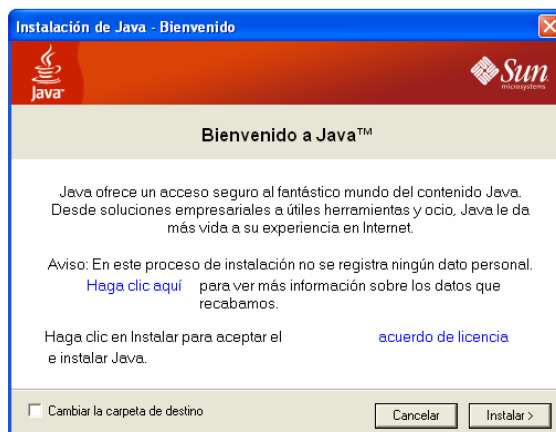 Instalación de Java - Bienvenido
Java
Sun
microsystems
Bienvenido a Java™
Java ofrece un acceso seguro al fantástico mundo del contenido Java.
Desde soluciones empresariales a útiles herramientas y ocio, Java le da
más vida a su experiencia en Internet.
Aviso: En este proceso de instalación no se registra ningún dato personal.
Haga clic aquí para ver más información sobre los datos que
recabamos.
Haga clic en Instalar para aceptar el acuerdo de licencia
e instalar Java.
Cambiar la carpeta de destino
Cancelar
Instalar >